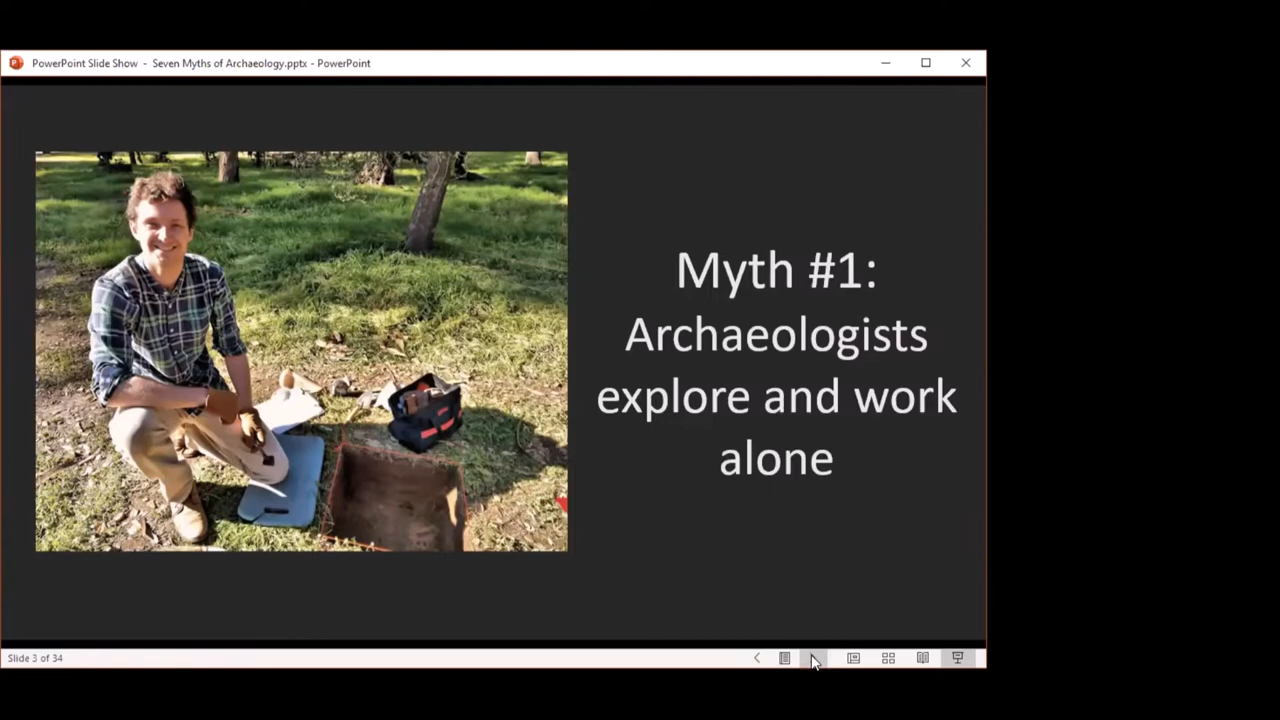 PowerPoint Slide Show - Seven Myths of Archaeology.pptx - PowerPoint
Myth #1:
Archaeologists
explore and work
alone
Slide 3 of 34